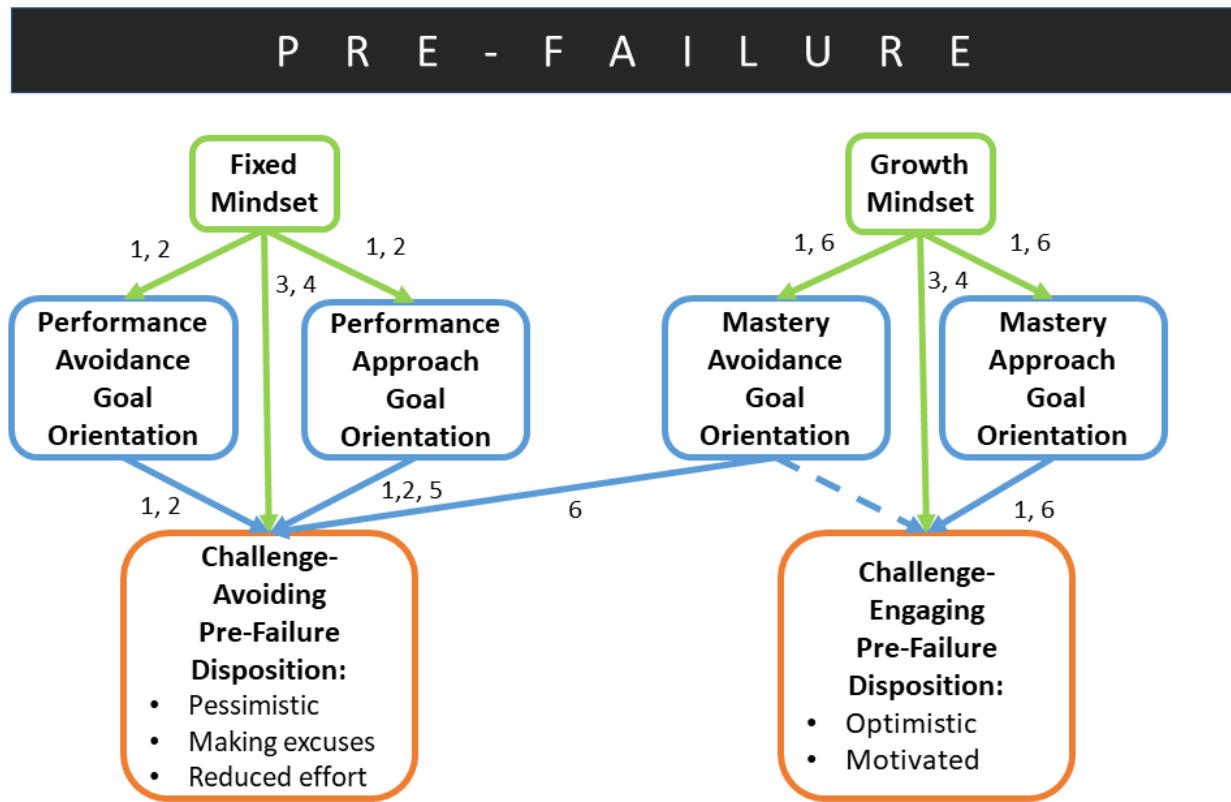 PRE-FAILURE
Fixed
Mindset
Growth
Mindset
1, 2
1, 2
1, 6
1, 6
3, 4
3, 4
Performance
Avoidance
Goal
Orientation
Performance
Approach
Goal
Orientation
Mastery
Avoidance
Goal
Orientation
Mastery
Approach
Goal
Orientation
1, 2
1,2, 5
6
1, 6
Challenge-
Avoiding
Pre-Failure
Disposition:
• Pessimistic
• Making excuses
• Reduced effort
Challenge-
Engaging
Pre-Failure
Disposition:
• Optimistic
• Motivated